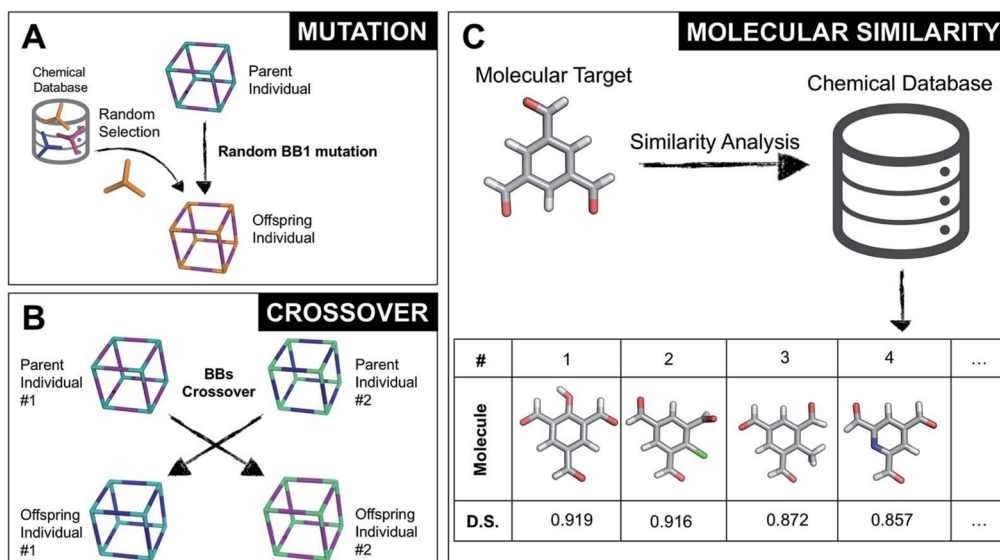 A
MUTATION
Chemical
Database
Random
Selection
Parent
Individual
Random BB1 mutation
Offspring
Individual
B
CROSSOVER
Parent
Individual
#1
BBs
Crossover
Parent
Individual
#2
Offspring
Individual
#1
Offspring
Individual
#2
C
MOLECULAR SIMILARITY
Molecular Target
Similarity Analysis
Chemical Database
# 1 2 3 4 ...
Molecule
D.S. 0.919 0.916 0.872 0.857 ...